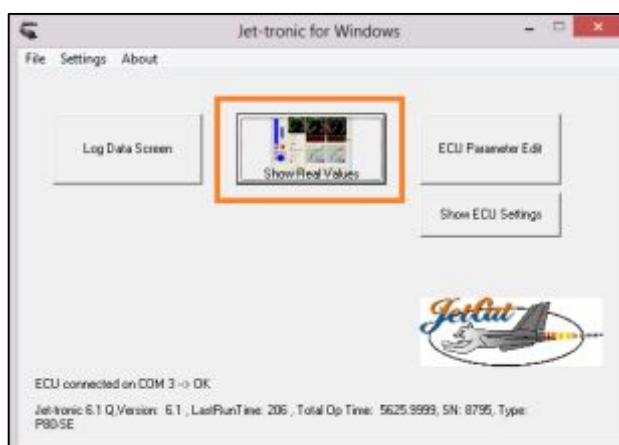 Jet-tronic for Windows
File Settings About
Log Data Screen
Show Real Values
ECU Parameter Edit
Show ECU Settings
JetCat
ECU connected on COM 3 -> OK
Jet-tronic 6.1 Q,Version: 6.1 , LastRunTime: 206 , Total Op Time: 5625.9999, SN: 8795, Type:
P80-SE